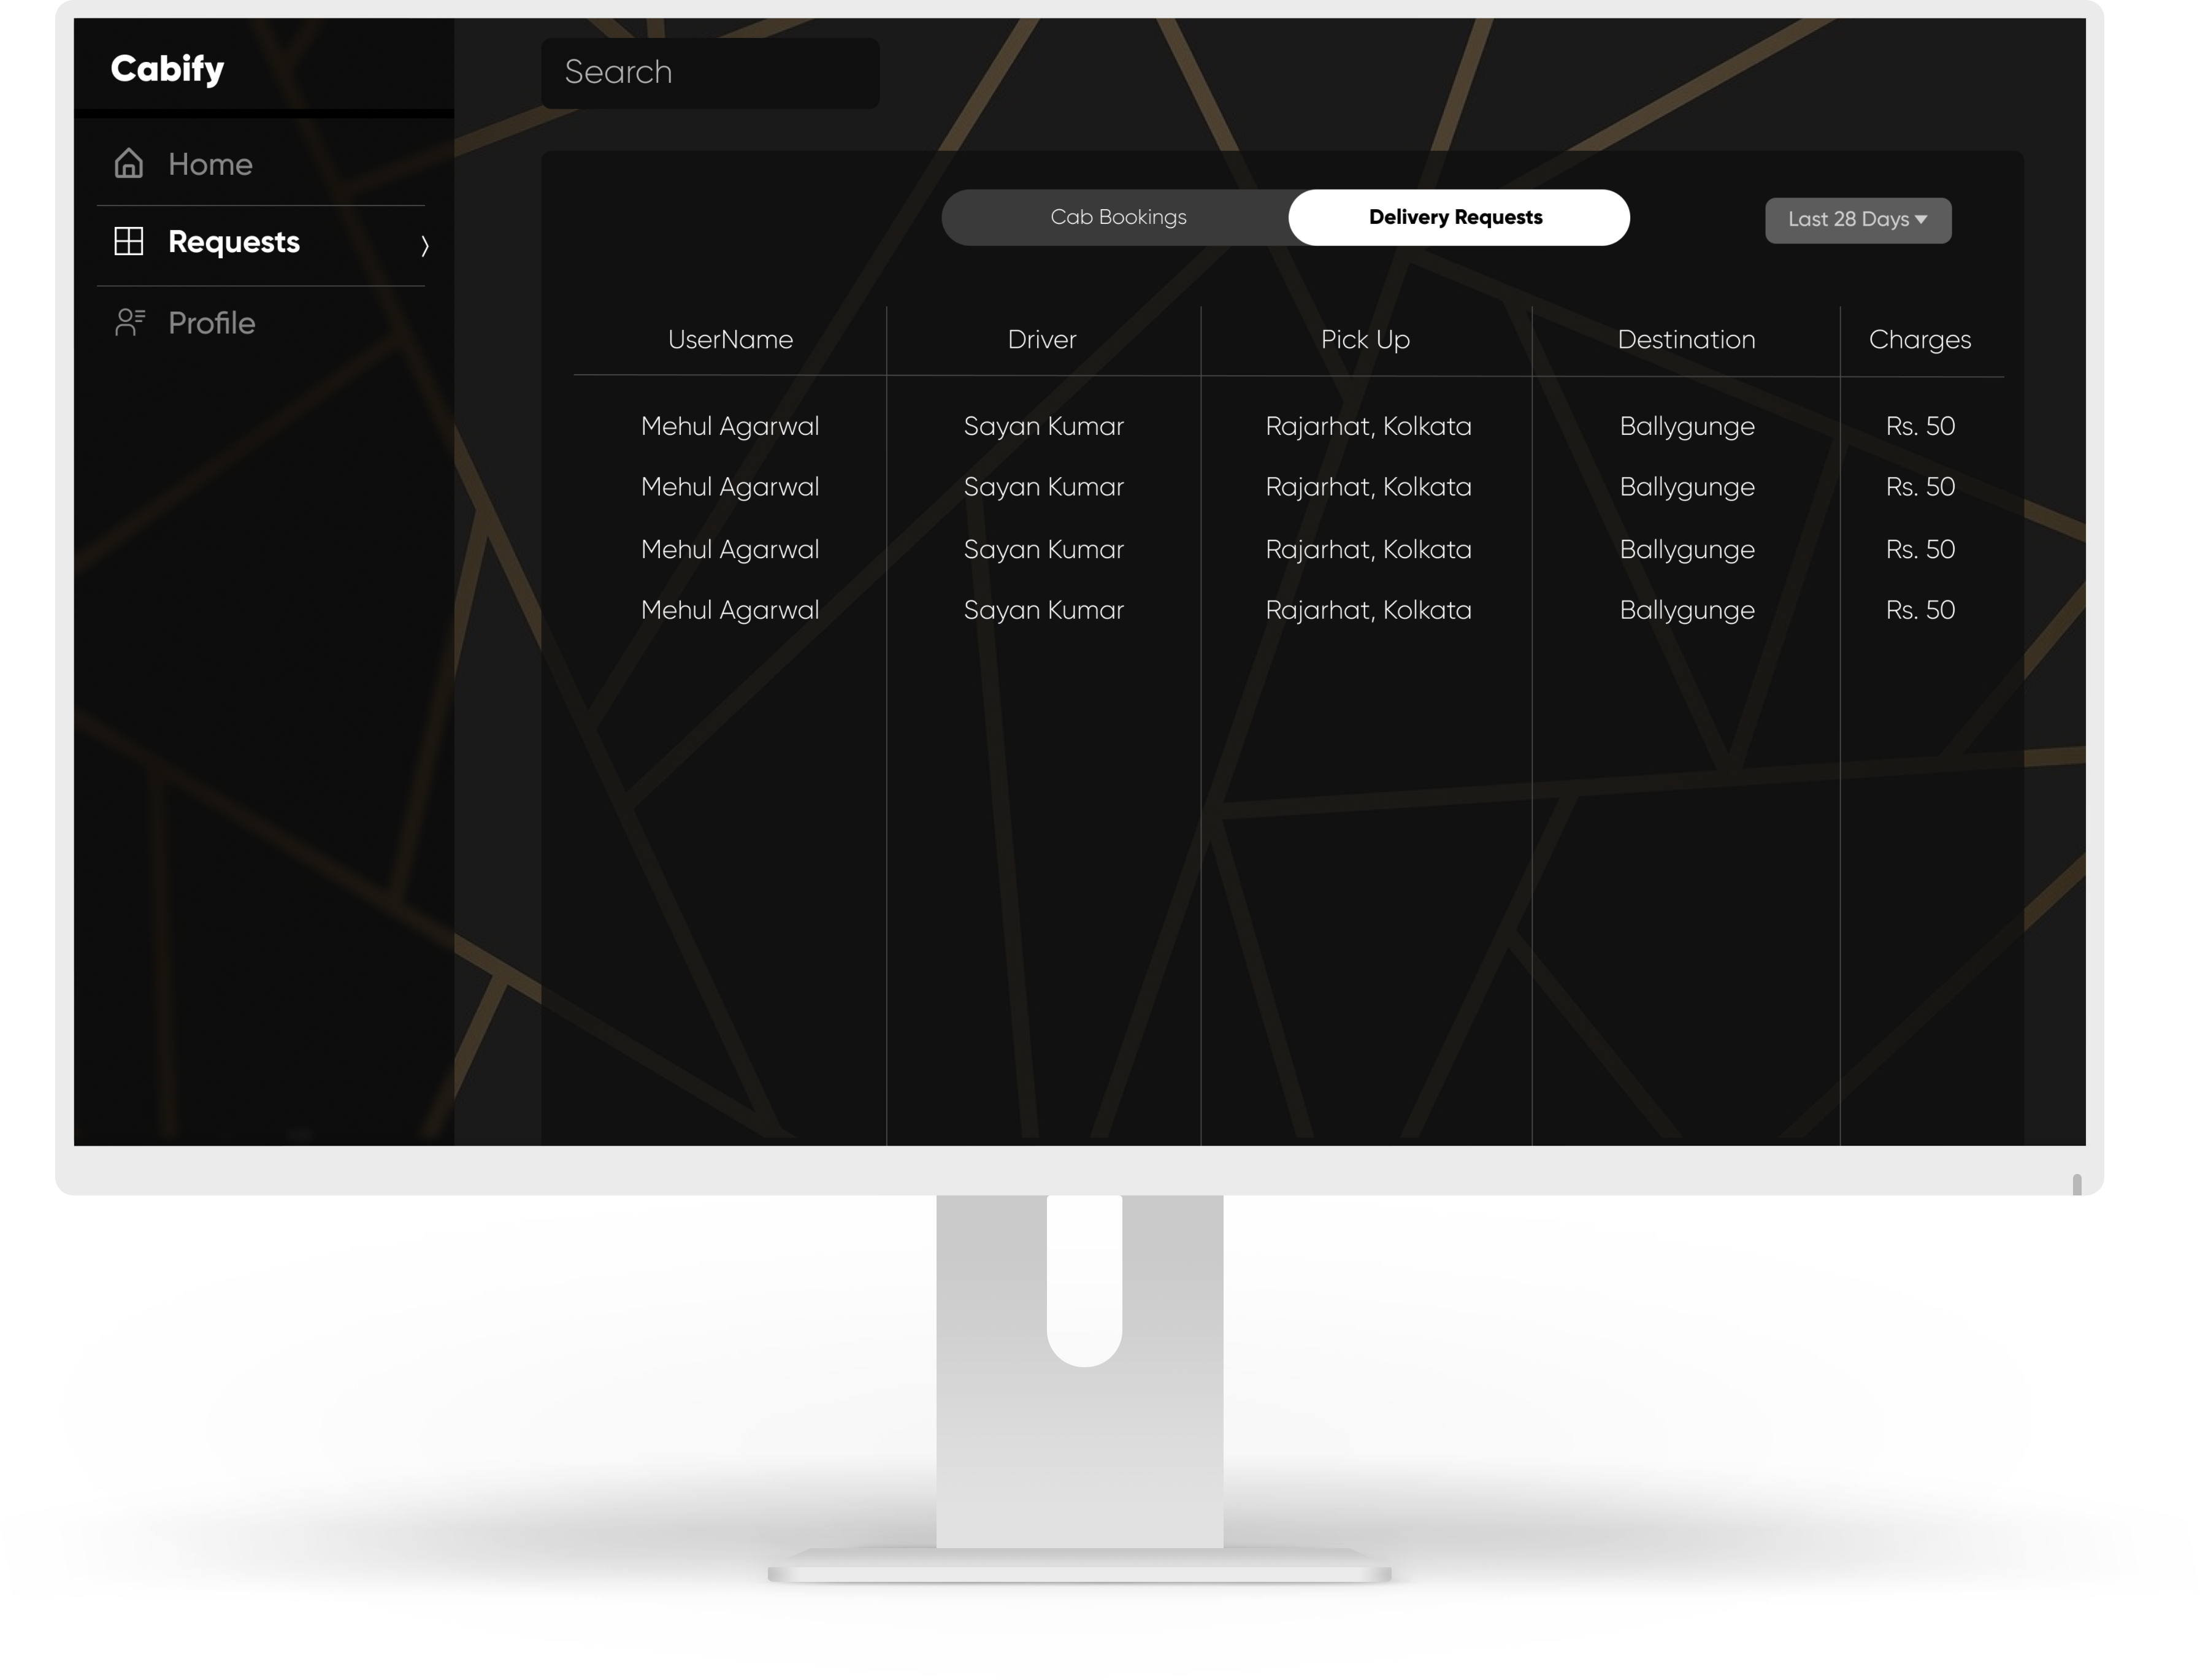 Cabify
Search
Home
Requests
Profile
Cab Bookings
Delivery Requests
Last 28 Days
UserName Driver Pick Up Destination Charges
Mehul Agarwal Sayan Kumar Rajarhat, Kolkata Ballygunge Rs. 50
Mehul Agarwal Sayan Kumar Rajarhat, Kolkata Ballygunge Rs. 50
Mehul Agarwal Sayan Kumar Rajarhat, Kolkata Ballygunge Rs. 50
Mehul Agarwal Sayan Kumar Rajarhat, Kolkata Ballygunge Rs. 50